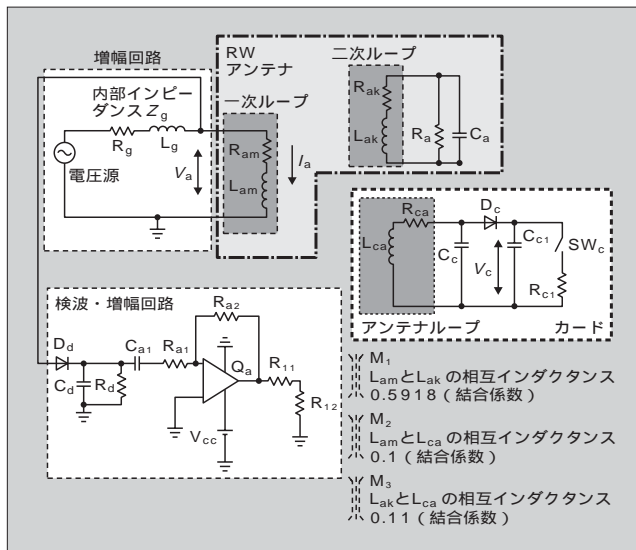 増幅回路
RW
アンテナ
二次ループ
内部インピー
ダンスZg
一次ループ
Rg
Lg
電圧源
Va
Ram
Lam
Ia
Rak
Lak
Ra
Ca
Rca
Lca
Cc
Dc
Vc
Cc1
SWc
Rc1
アンテナループ
カード
検波・増幅回路
Dd
Cd
Rd
Ca1
Ra1
Ra2
Qa
Vcc
R11
R12
M1
LamとLakの相互インダクタンス
0.5918(結合係数)
M2
LamとLcaの相互インダクタンス
0.1(結合係数)
M3
LakとLcaの相互インダクタンス
0.11(結合係数)